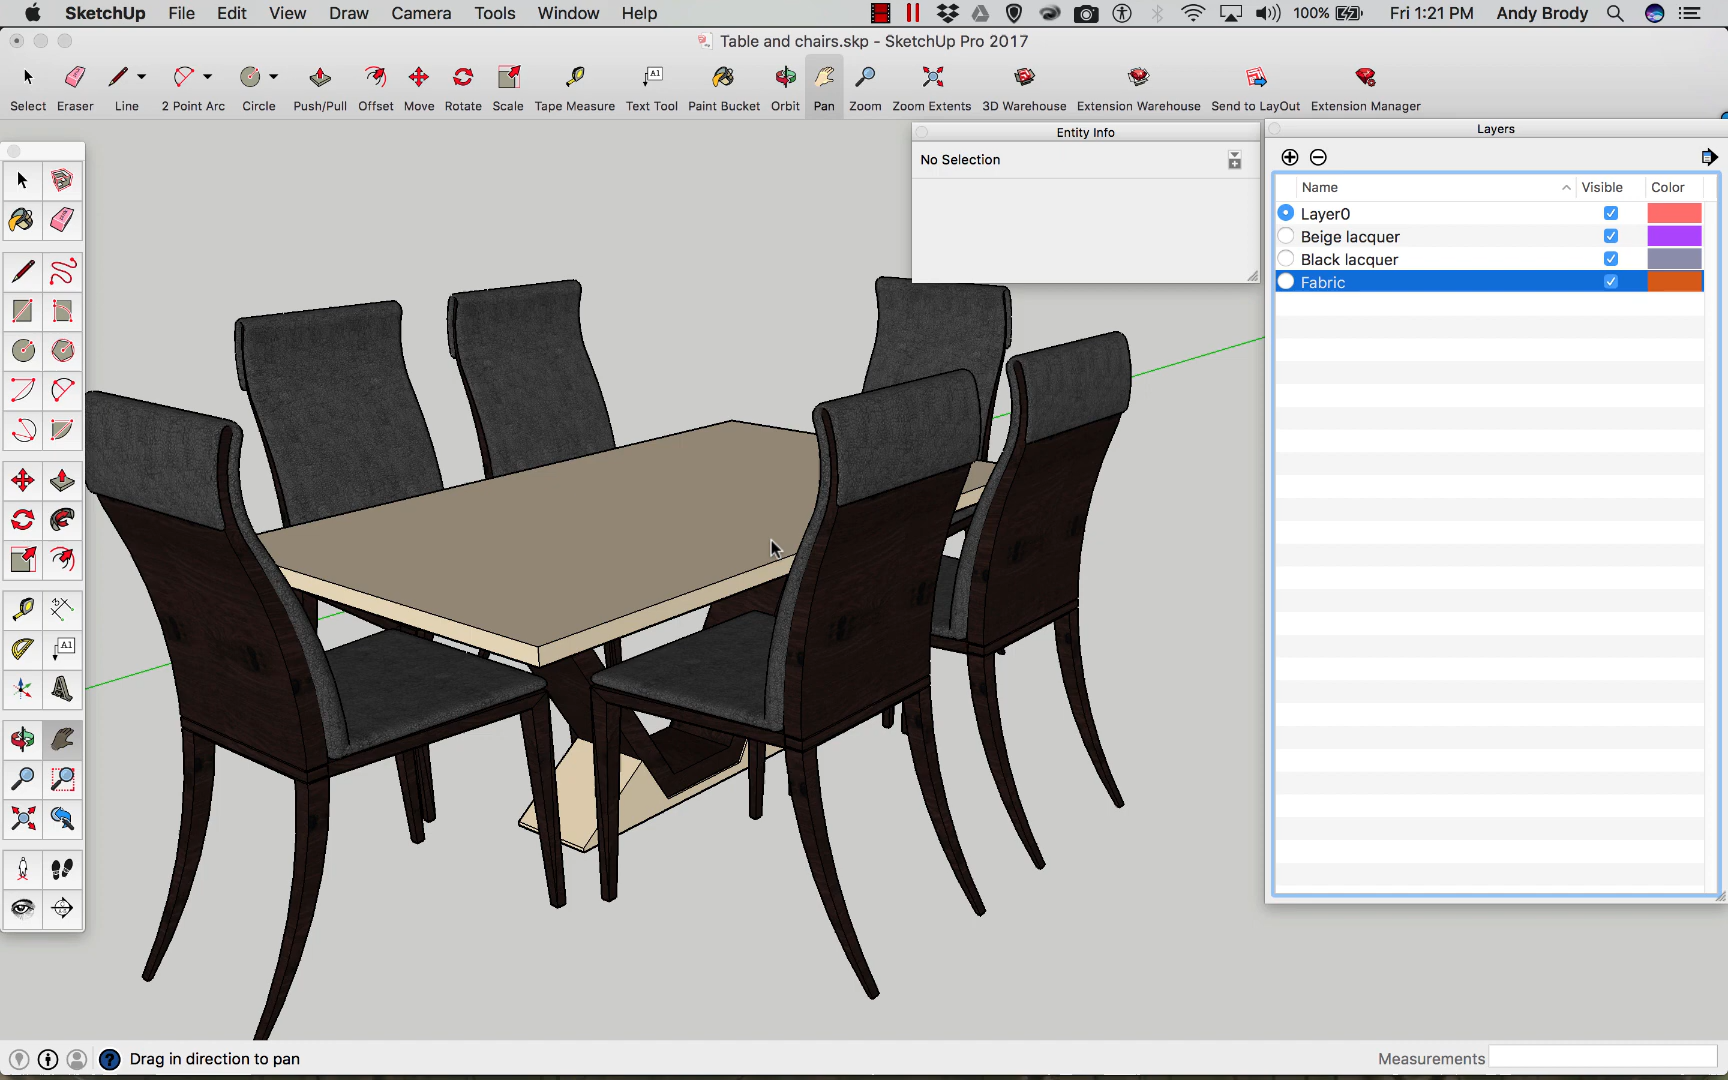 SketchUp File Edit View Draw Camera Tools Window Help 100% Fri 1:21 PM Andy Brody
Table and chairs.skp - SketchUp Pro 2017
Select Eraser Line 2 Point Arc Circle Push/Pull Offset Move Rotate Scale Tape Measure Text Tool Paint Bucket Orbit Pan Zoom Zoom Extents 3D Warehouse Extension Warehouse Send to LayOut Extension Manager
Entity Info
No Selection
Layers
Name Visible Color
Layer0
Beige lacquer
Black lacquer
Fabric
Drag in direction to pan
Measurements